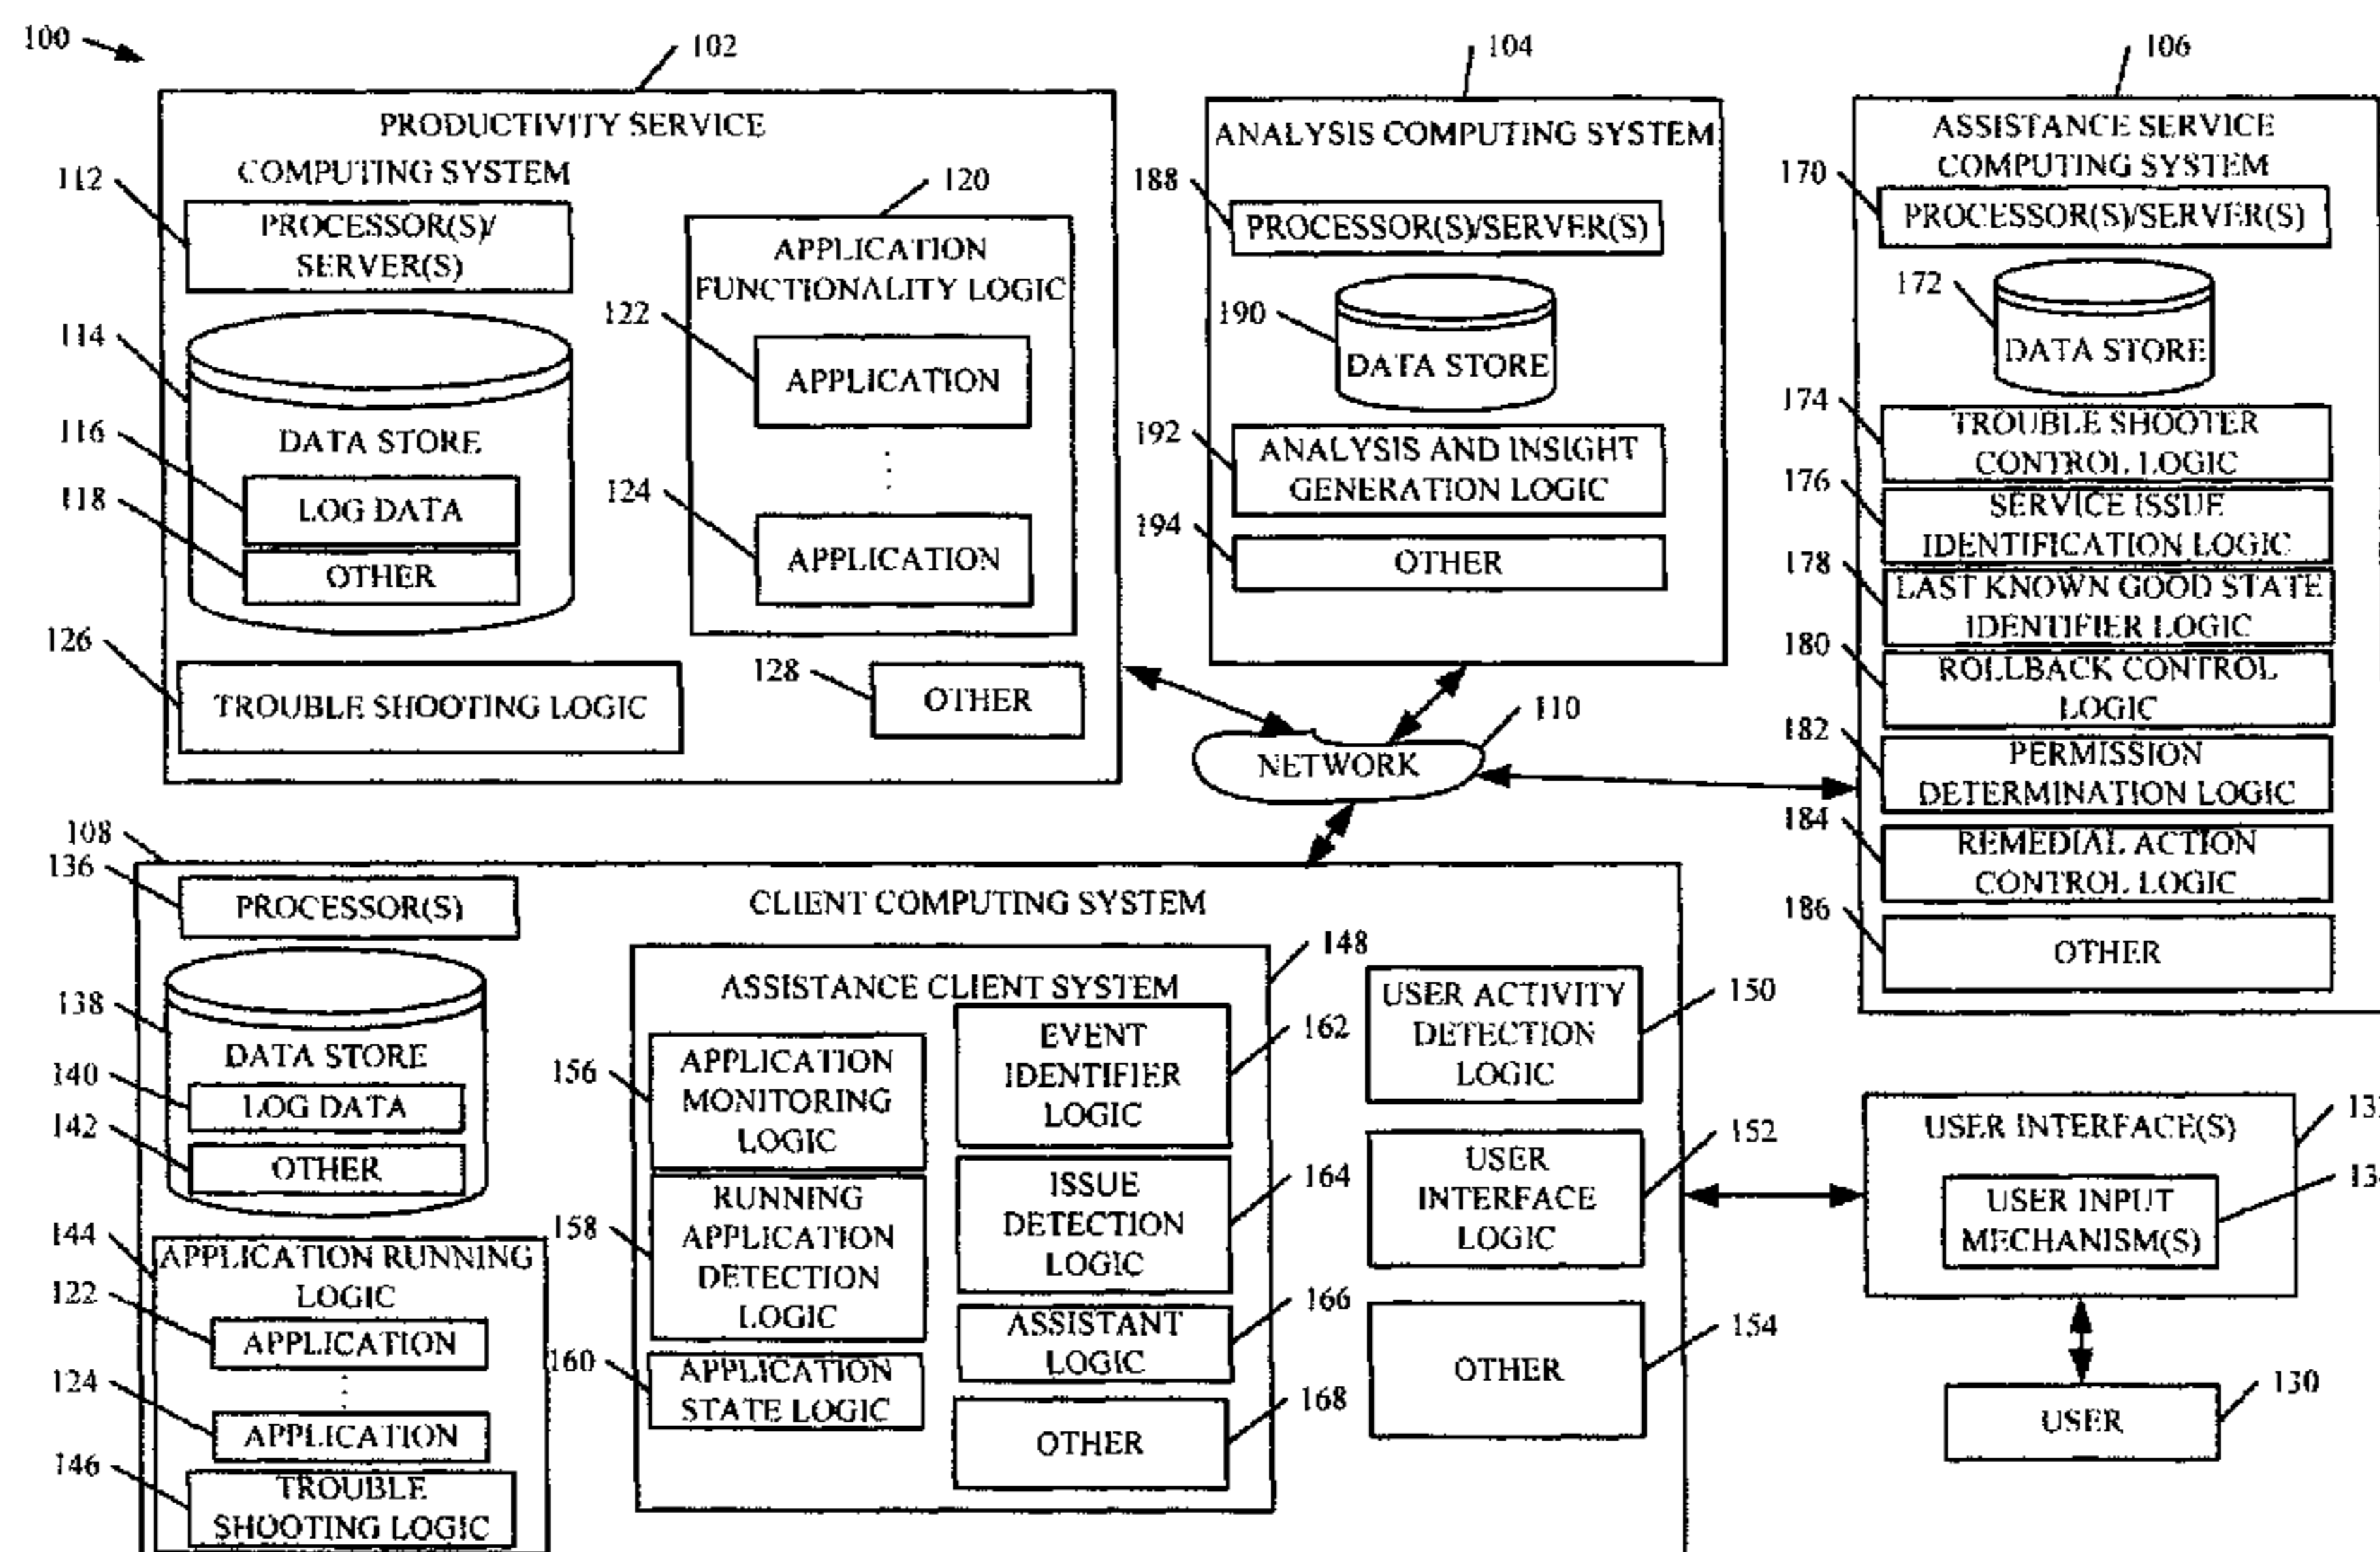 100
102
PRODUCTIVITY SERVICE
COMPUTING SYSTEM
112
PROCESSOR(S)/
SERVER(S)
114
DATA STORE
116
LOG DATA
118
OTHER
120
APPLICATION
FUNCTIONALITY LOGIC
122
APPLICATION
124
APPLICATION
126
TROUBLE SHOOTING LOGIC
128
OTHER
104
ANALYSIS COMPUTING SYSTEM
188
PROCESSOR(S)/SERVER(S)
190
DATA STORE
192
ANALYSIS AND INSIGHT
GENERATION LOGIC
194
OTHER
106
ASSISTANCE SERVICE
COMPUTING SYSTEM
170
PROCESSOR(S)/SERVER(S)
172
DATA STORE
174
TROUBLE SHOOTER
CONTROL LOGIC
176
SERVICE ISSUE
IDENTIFICATION LOGIC
178
LAST KNOWN GOOD STATE
IDENTIFIER LOGIC
180
ROLLBACK CONTROL
LOGIC
182
PERMISSION
DETERMINATION LOGIC
184
REMEDIAL ACTION
CONTROL LOGIC
186
OTHER
110
NETWORK
108
CLIENT COMPUTING SYSTEM
136
PROCESSOR(S)
138
DATA STORE
140
LOG DATA
142
OTHER
144
APPLICATION RUNNING
LOGIC
122
APPLICATION
124
APPLICATION
146
TROUBLE
SHOOTING LOGIC
148
ASSISTANCE CLIENT SYSTEM
156
APPLICATION
MONITORING
LOGIC
158
RUNNING
APPLICATION
DETECTION
LOGIC
160
APPLICATION
STATE LOGIC
162
EVENT
IDENTIFIER
LOGIC
164
ISSUE
DETECTION
LOGIC
166
ASSISTANT
LOGIC
168
OTHER
150
USER ACTIVITY
DETECTION
LOGIC
152
USER
INTERFACE
LOGIC
154
OTHER
USER INTERFACE(S)
USER INPUT
MECHANISM(S)
130
USER